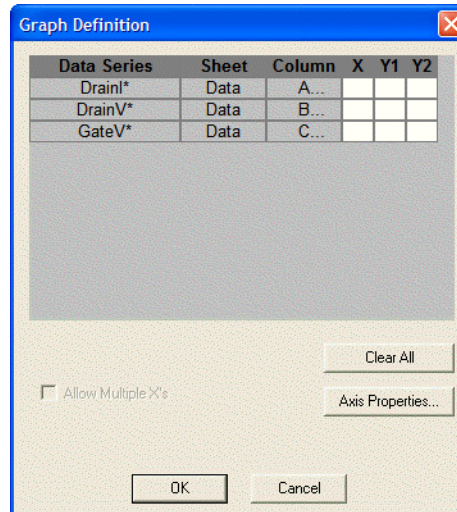 Graph Definition
Data Series Sheet Column X Y1 Y2
DrainI* Data A...
DrainV* Data B...
GateV* Data C...
Clear All
Allow Multiple X's
Axis Properties...
OK Cancel